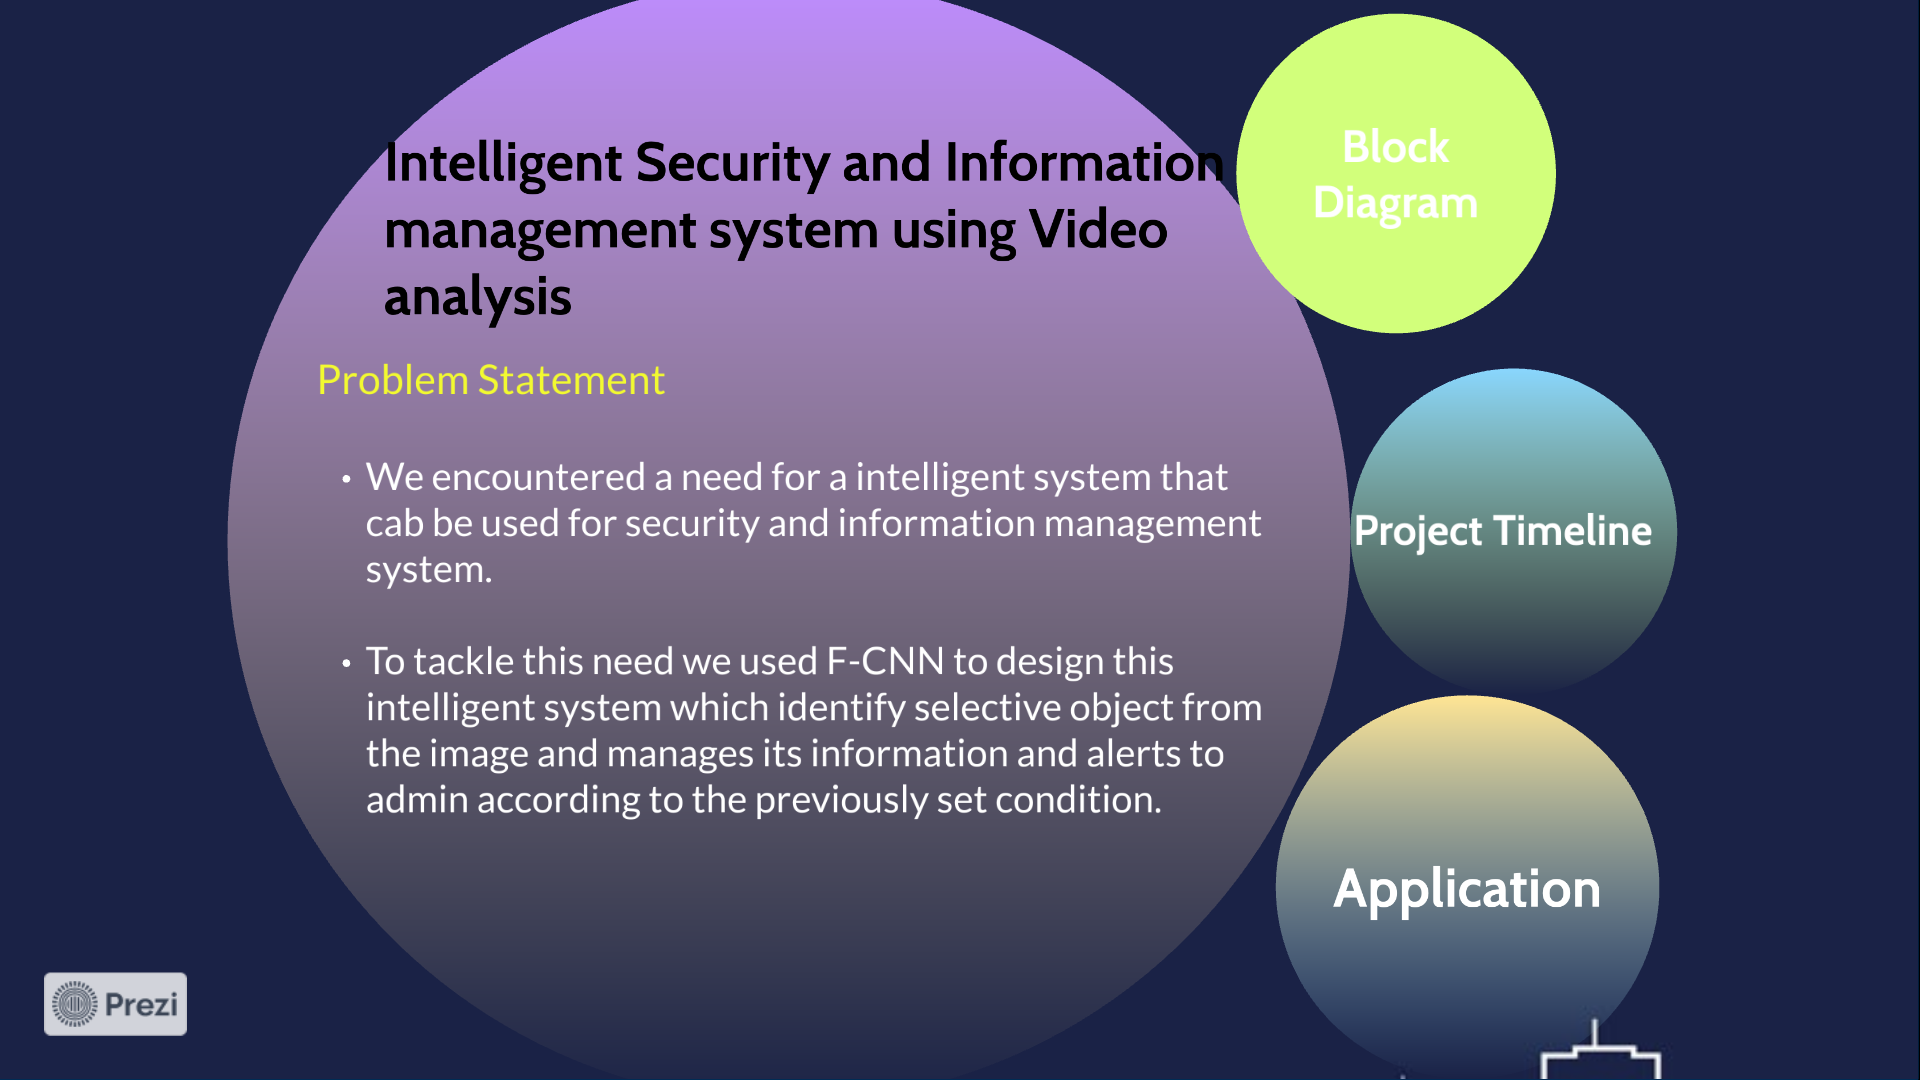 Intelligent Security and Information
management system using Video
analysis
Problem Statement
• We encountered a need for a intelligent system that
cab be used for security and information management
system.
• To tackle this need we used F-CNN to design this
intelligent system which identify selective object from
the image and manages its information and alerts to
admin according to the previously set condition.
Block
Diagram
Project Timeline
Application
Prezi